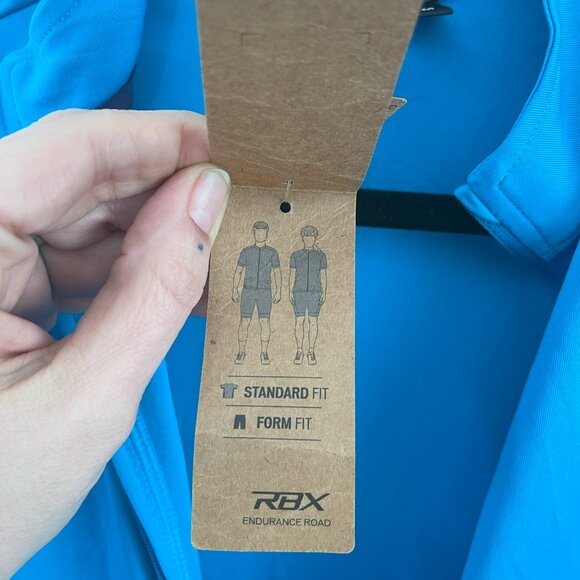 STANDARD FIT
FORM FIT
RBX
ENDURANCE ROAD